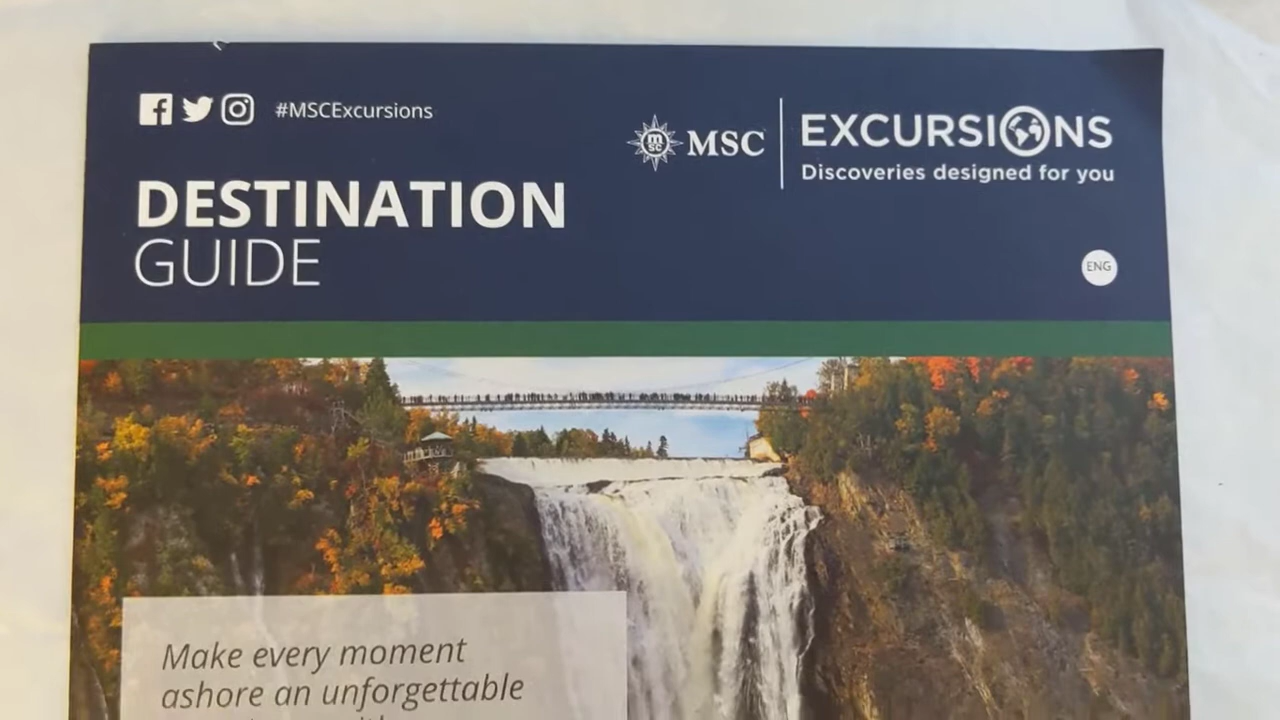 #MSCExcursions
MSC
EXCURSIONS
Discoveries designed for you
DESTINATION
GUIDE
ENG
Make every moment
ashore an unforgettable